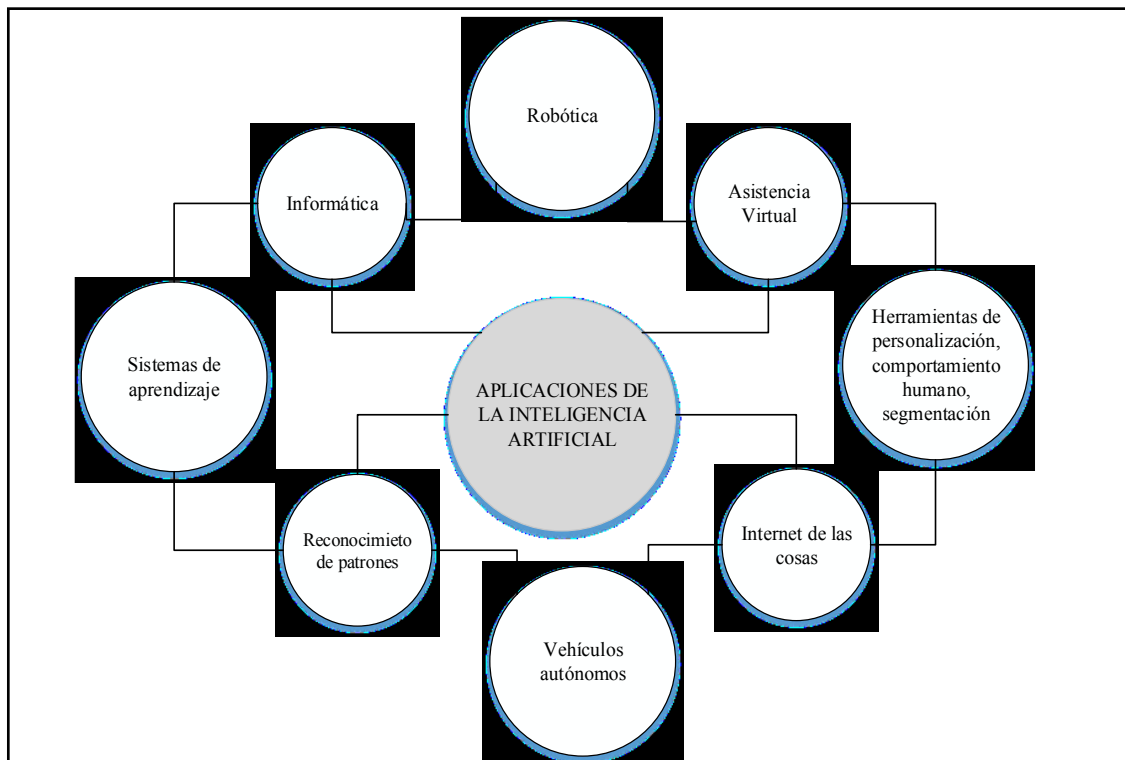 Robótica
Informática
Asistencia
Virtual
Sistemas de
aprendizaje
APLICACIONES DE
LA INTELIGENCIA
ARTIFICIAL
Herramientas de
personalización,
comportamiento
humano,
segmentación
Reconocimieto
de patrones
Internet de las
cosas
Vehículos
autónomos